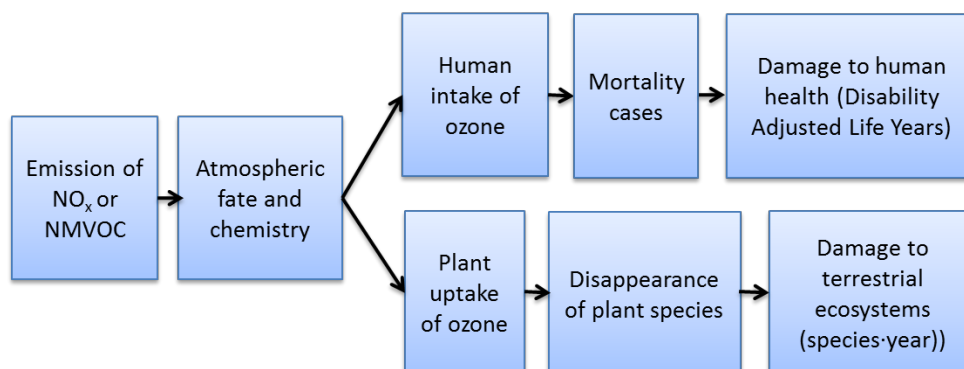 Emission of
NOₓ or
NMVOC
Atmospheric
fate and
chemistry
Human
intake of
ozone
Mortality
cases
Damage to human
health (Disability
Adjusted Life Years)
Plant
uptake
of ozone
Disappearance
of plant species
Damage to
terrestrial
ecosystems
(species·year))